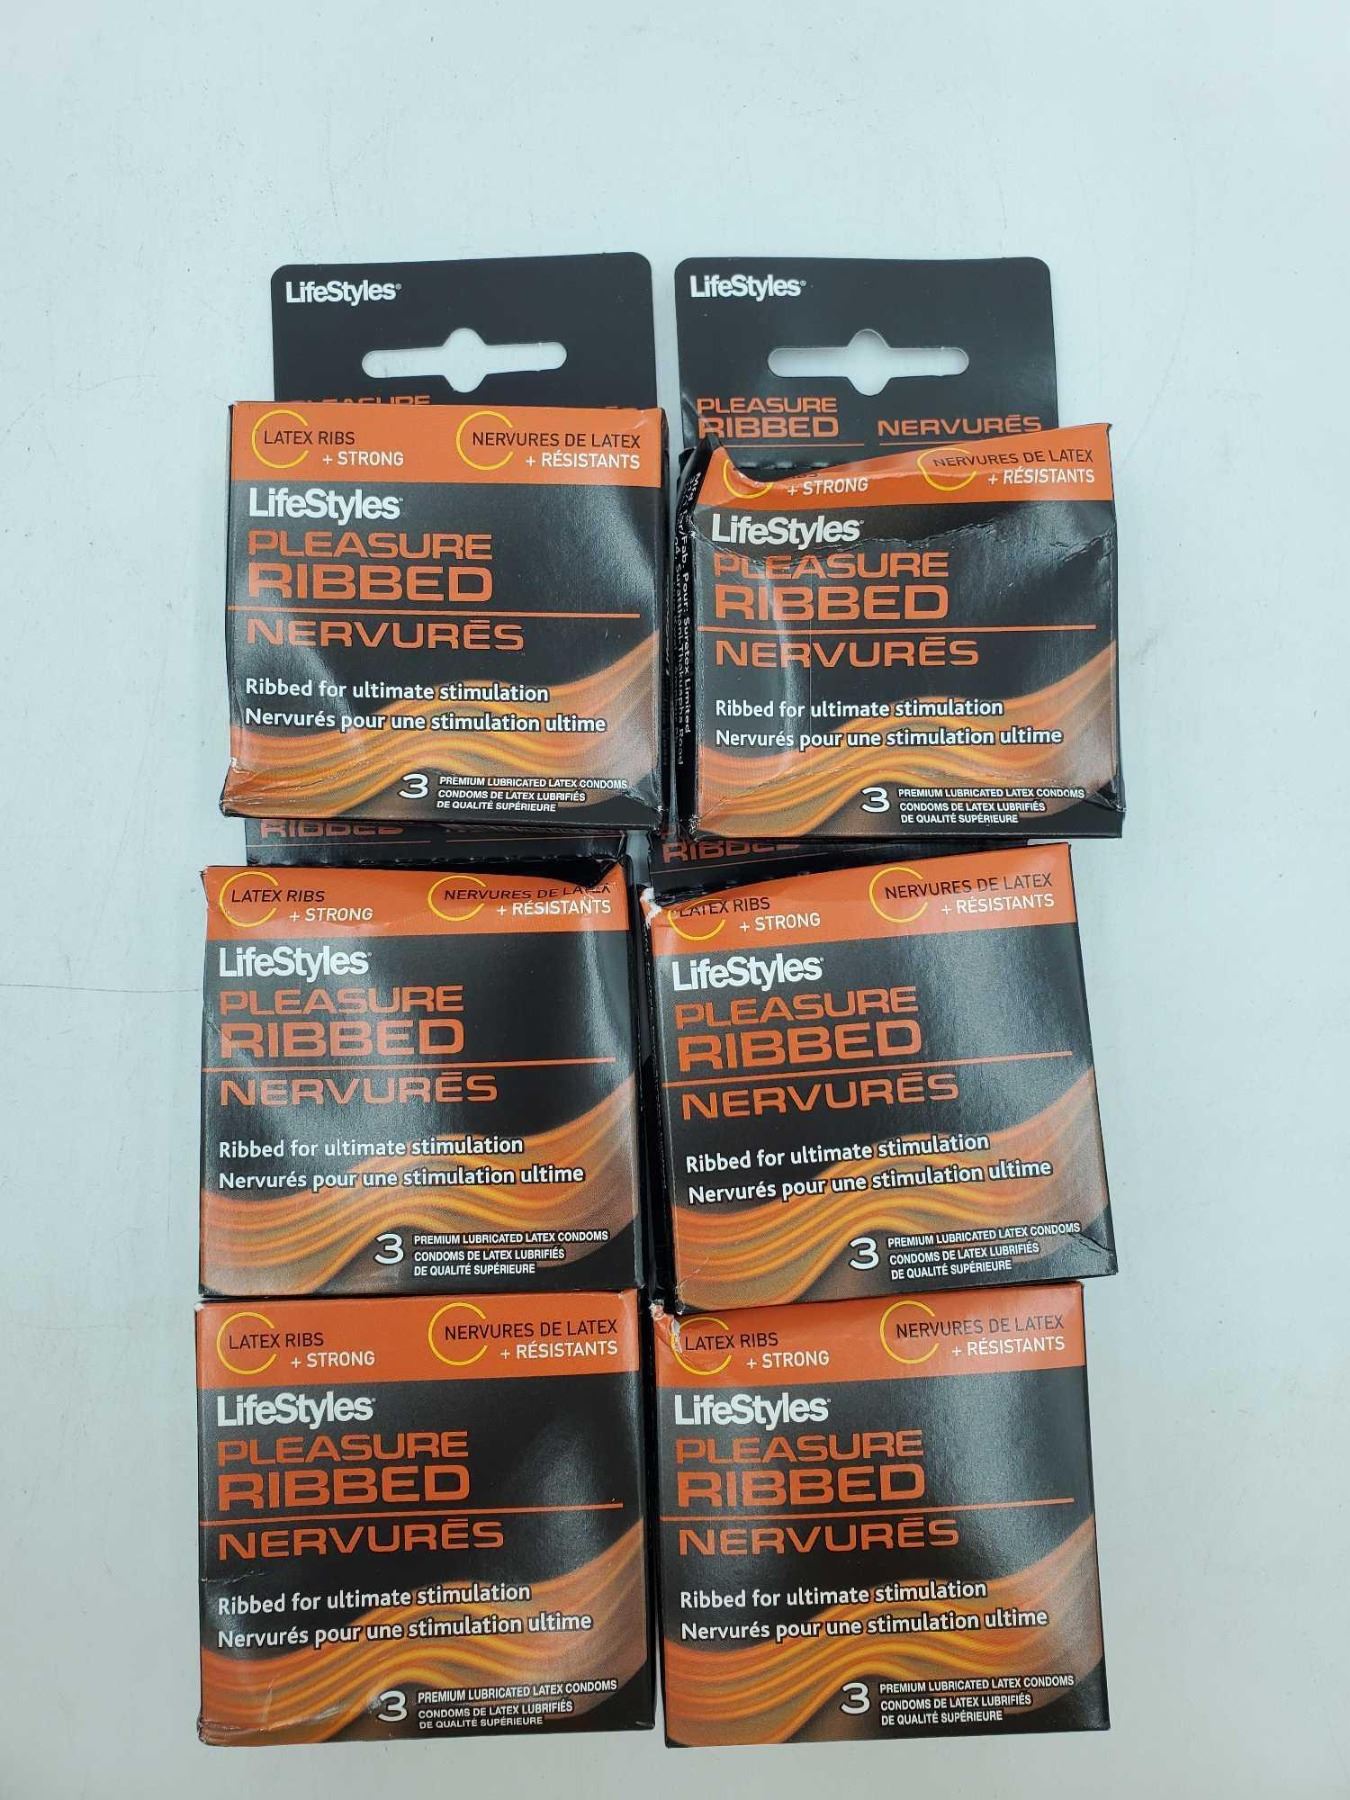 LifeStyles®
LATEX RIBS
+ STRONG
NERVURES DE LATEX
+ RÉSISTANTS
LifeStyles
PLEASURE
RIBBED
NERVURÉS
Ribbed for ultimate stimulation
Nervurés pour une stimulation ultime
3 PREMIUM LUBRICATED LATEX CONDOMS
CONDOMS DE LATEX LUBRIFIÉS
DE QUALITÉ SUPÉRIEURE
LifeStyles®
PLEASURE
RIBBED
NERVURÉS
+ STRONG
NERVURES DE LATEX
+ RÉSISTANTS
LifeStyles
PLEASURE
RIBBED
NERVURÉS
Ribbed for ultimate stimulation
Nervurés pour une stimulation ultime
3 PREMIUM LUBRICATED LATEX CONDOMS
CONDOMS DE LATEX LUBRIFIÉS
DE QUALITÉ SUPÉRIEURE
Pour: Suratex Limited
RIBBED
LATEX RIBS
+ STRONG
NERVURES DE LATEX
+ RÉSISTANTS
LifeStyles
PLEASURE
RIBBED
NERVURÉS
Ribbed for ultimate stimulation
Nervurés pour une stimulation ultime
3 PREMIUM LUBRICATED LATEX CONDOMS
CONDOMS DE LATEX LUBRIFIÉS
DE QUALITÉ SUPÉRIEURE
RIBBED
LATEX RIBS
+ STRONG
NERVURES DE LATEX
+ RÉSISTANTS
LifeStyles
PLEASURE
RIBBED
NERVURÉS
Ribbed for ultimate stimulation
Nervurés pour une stimulation ultime
3 PREMIUM LUBRICATED LATEX CONDOMS
CONDOMS DE LATEX LUBRIFIÉS
DE QUALITÉ SUPÉRIEURE
LATEX RIBS
+ STRONG
NERVURES DE LATEX
+ RÉSISTANTS
LifeStyles
PLEASURE
RIBBED
NERVURÉS
Ribbed for ultimate stimulation
Nervurés pour une stimulation ultime
3 PREMIUM LUBRICATED LATEX CONDOMS
CONDOMS DE LATEX LUBRIFIÉS
DE QUALITÉ SUPÉRIEURE
LATEX RIBS
+ STRONG
NERVURES DE LATEX
+ RÉSISTANTS
LifeStyles
PLEASURE
RIBBED
NERVURÉS
Ribbed for ultimate stimulation
Nervurés pour une stimulation ultime
3 PREMIUM LUBRICATED LATEX CONDOMS
CONDOMS DE LATEX LUBRIFIÉS
DE QUALITÉ SUPÉRIEURE